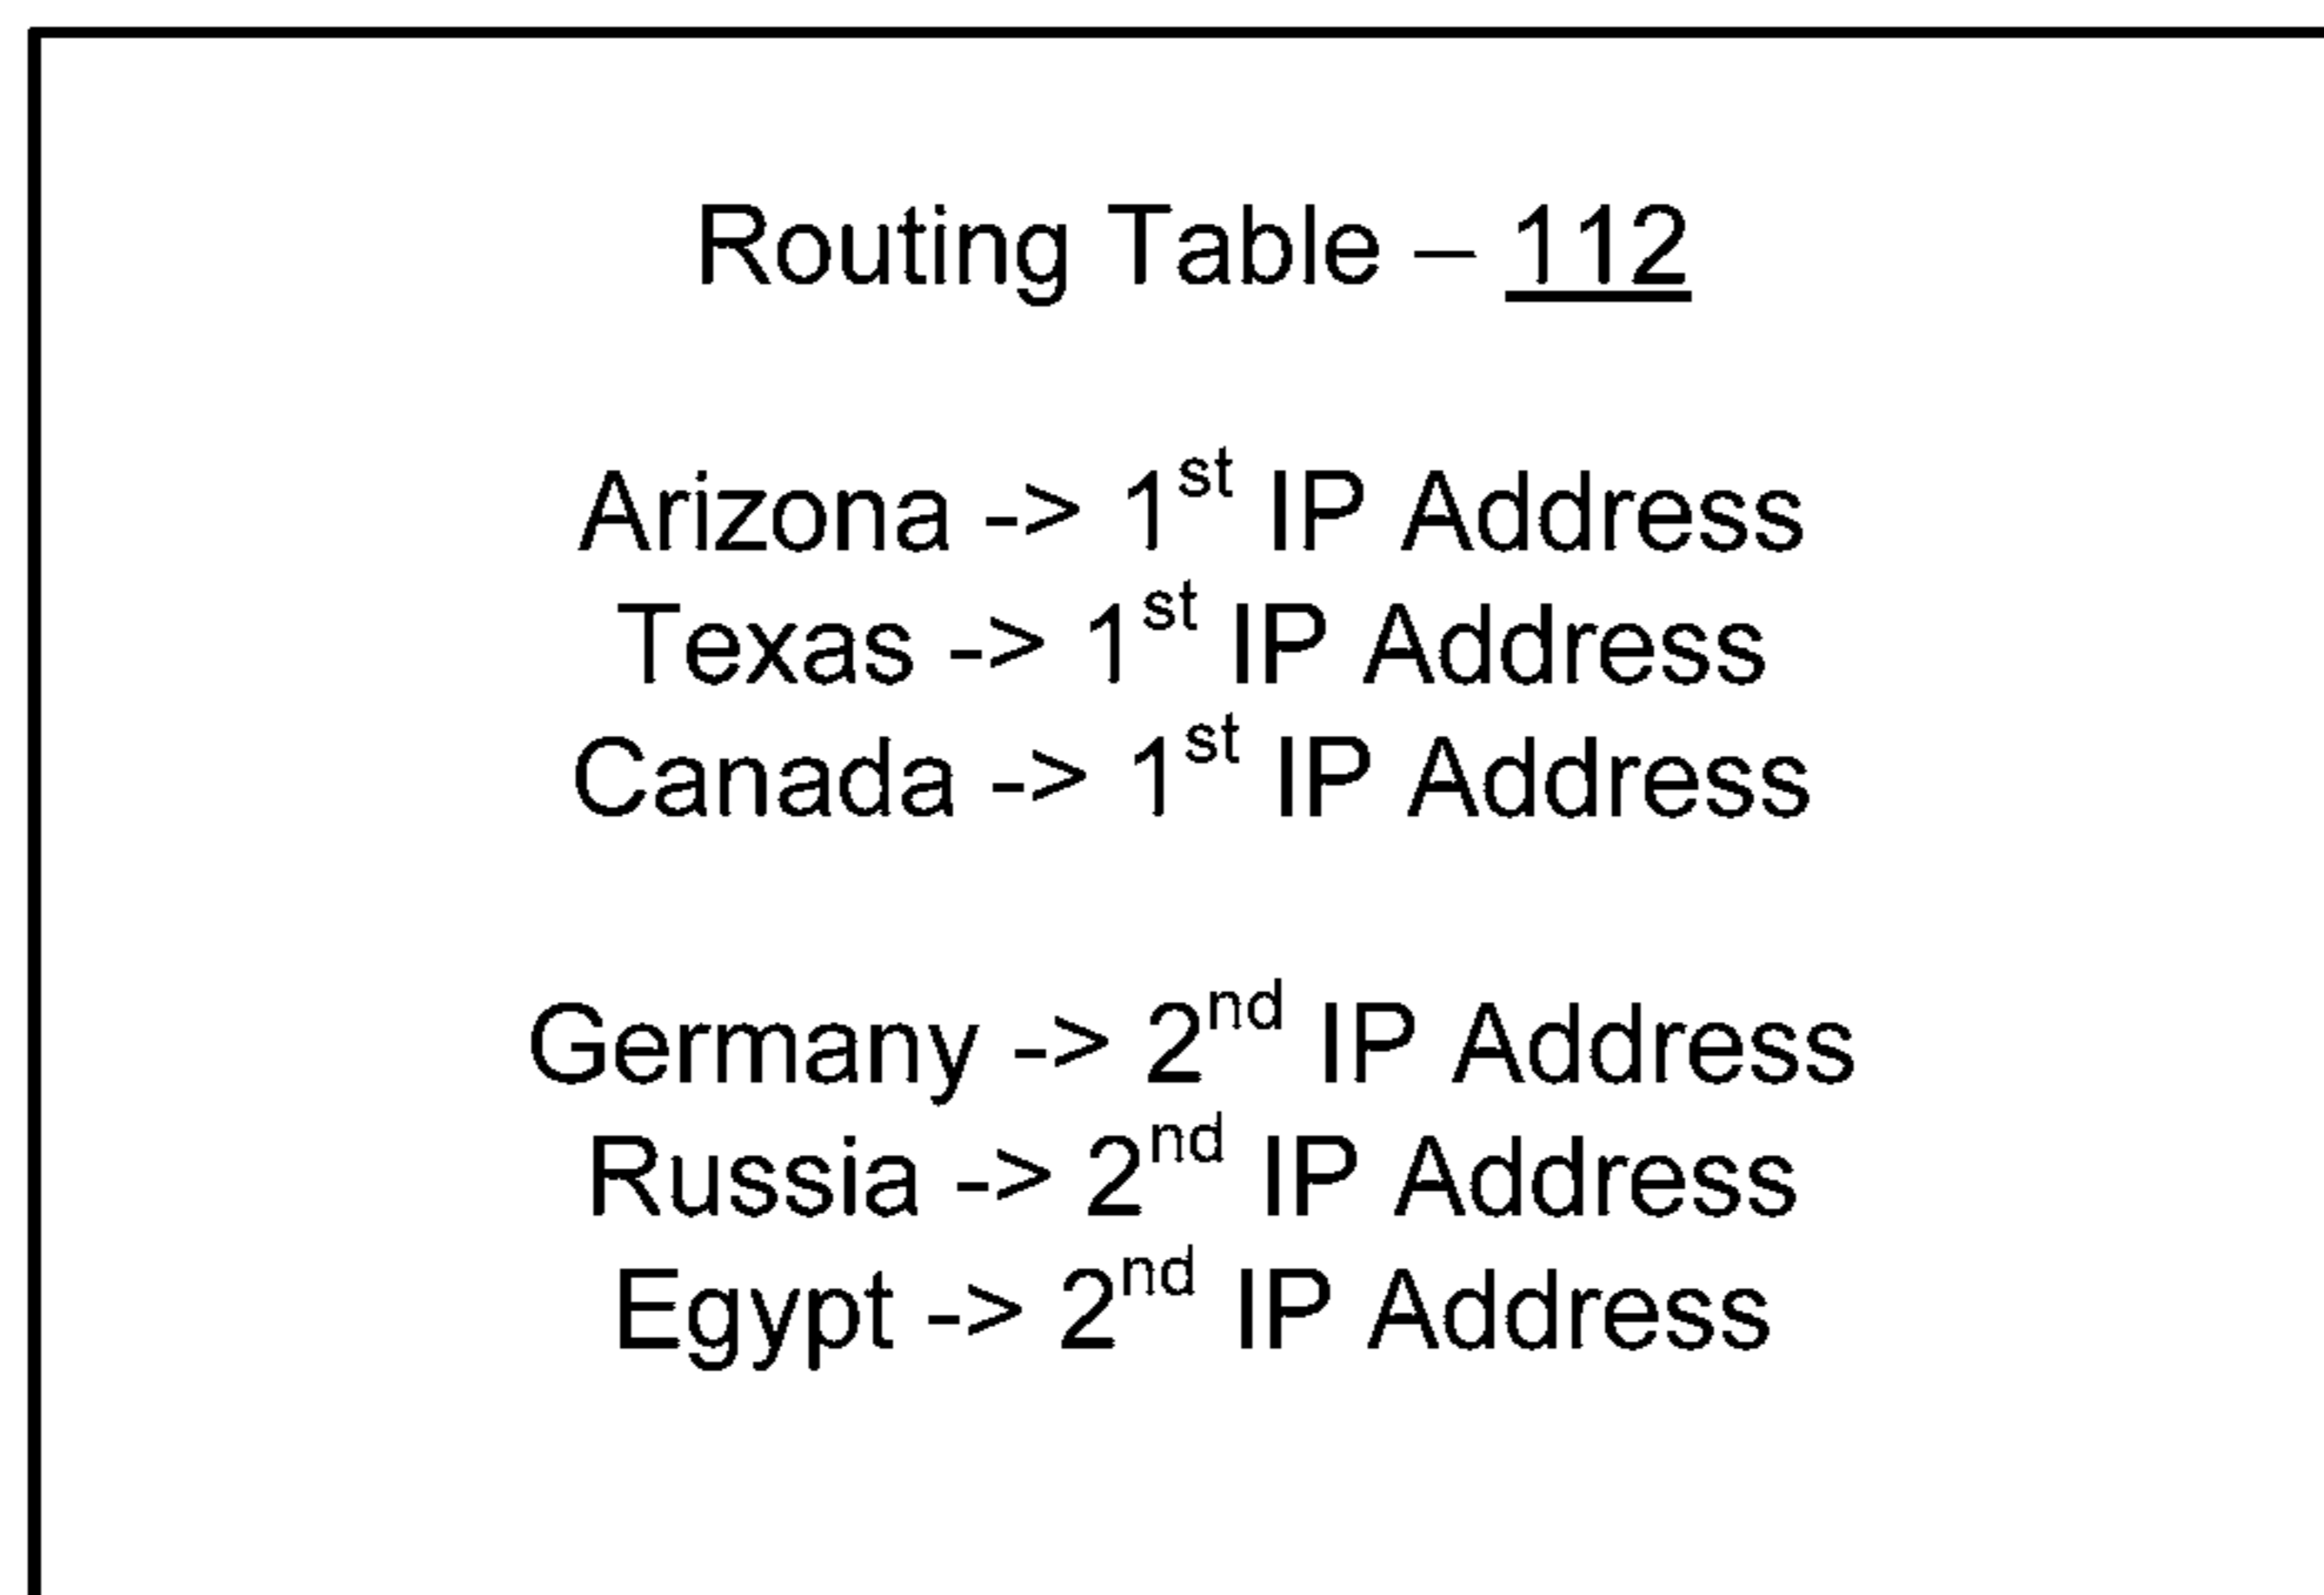 Routing Table – 112
Arizona -> 1st IP Address
Texas -> 1st IP Address
Canada -> 1st IP Address
Germany -> 2nd IP Address
Russia -> 2nd IP Address
Egypt -> 2nd IP Address